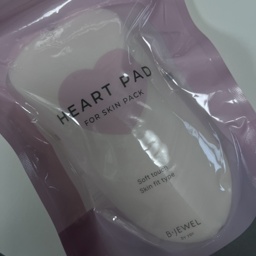 HEART PAD
FOR SKIN PACK
Soft touch
Skin fit type
B·JEWEL